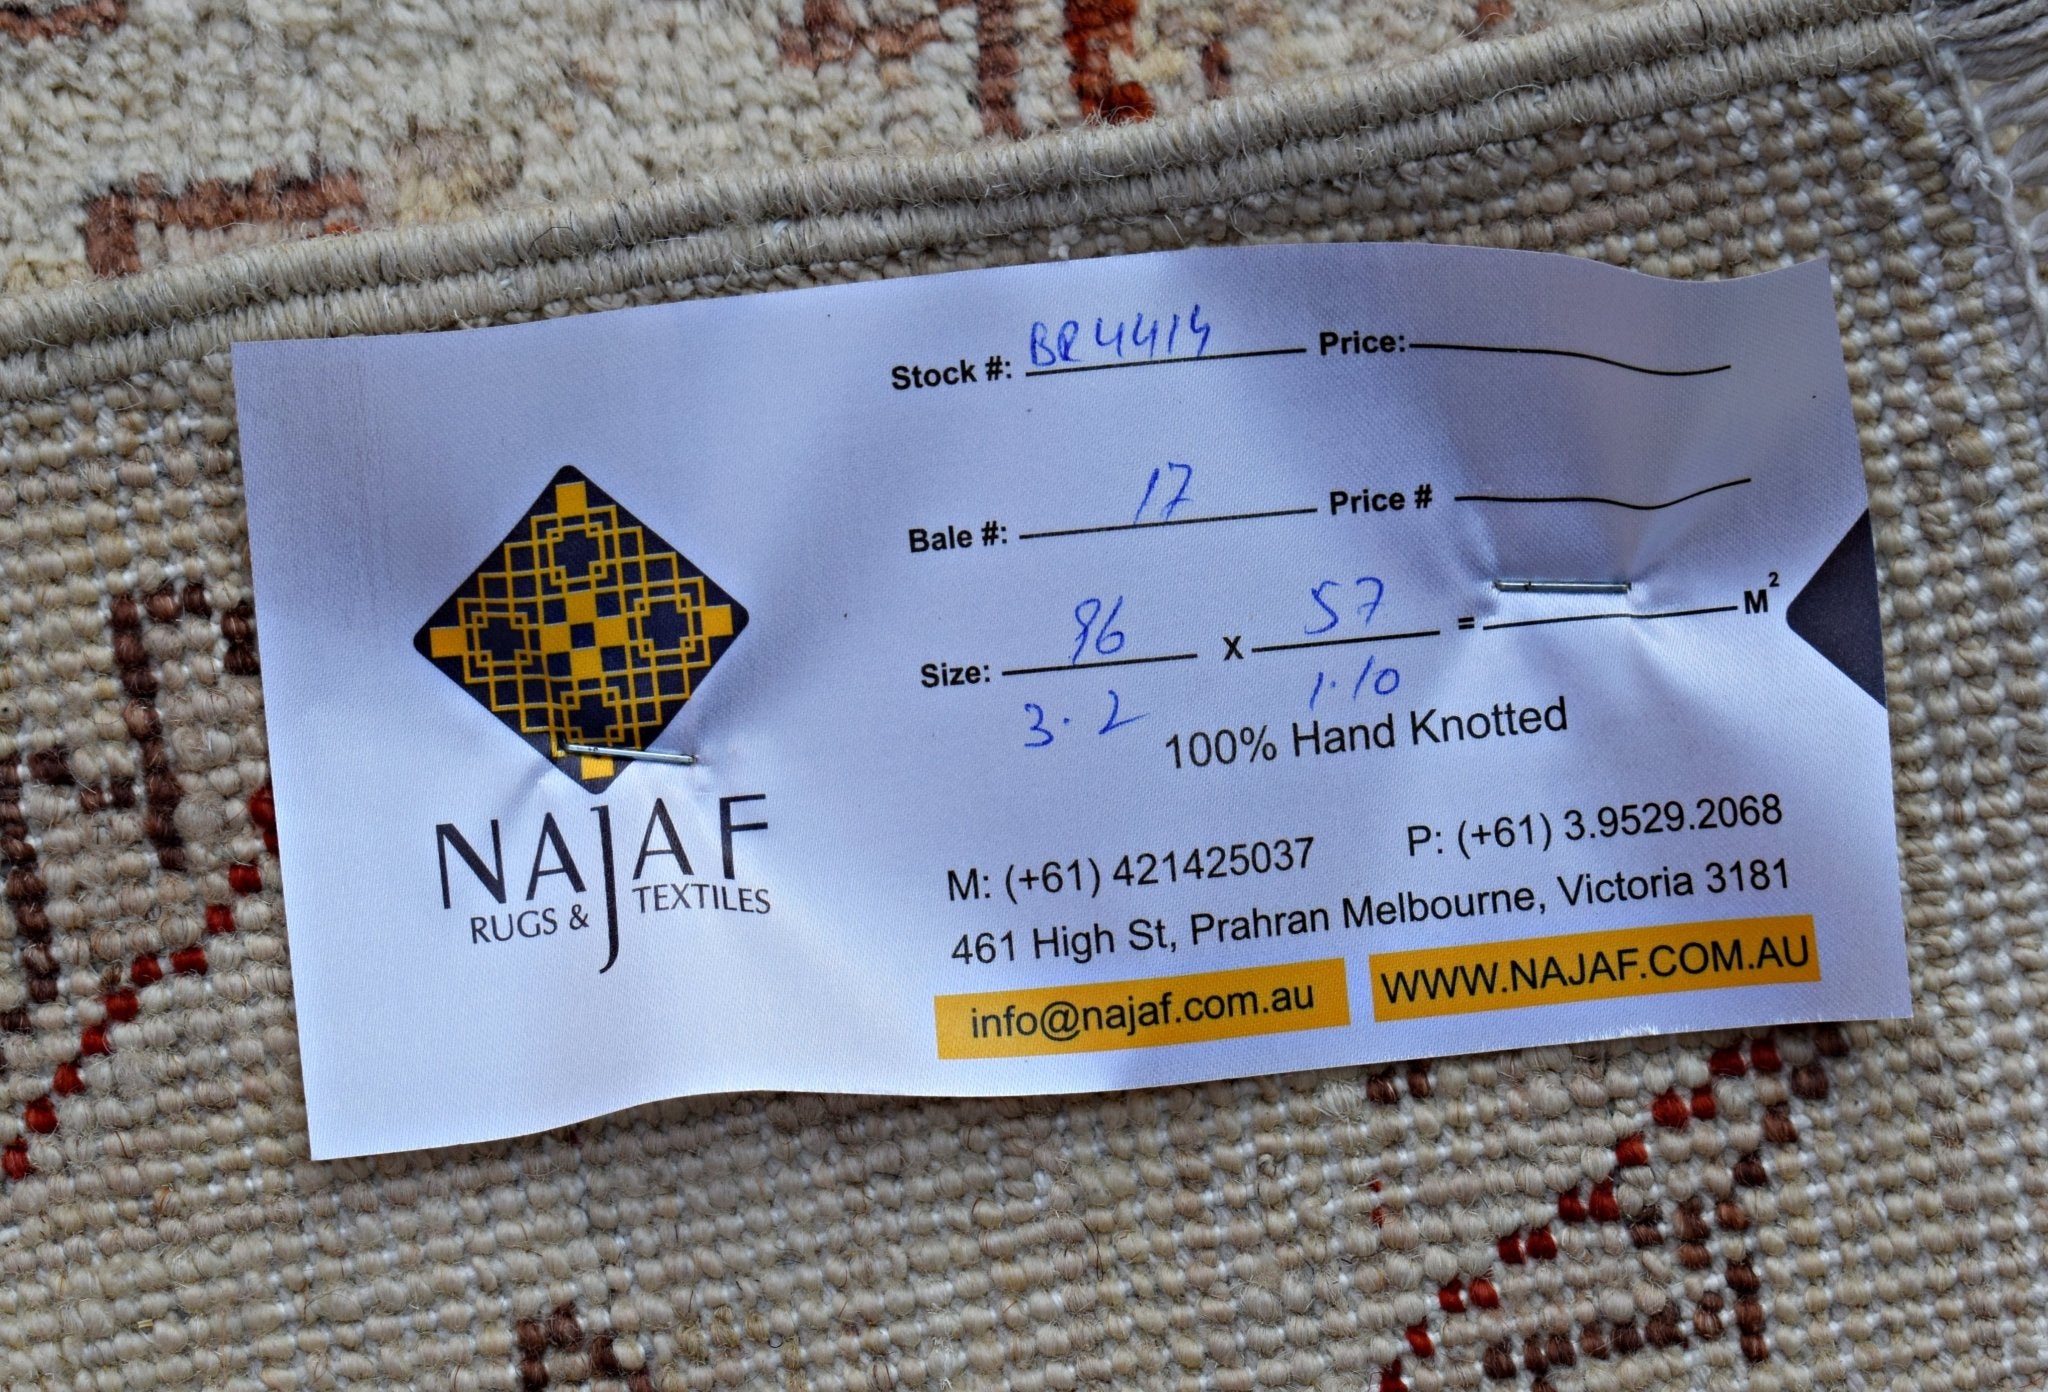 Stock #: BR4414 Price:
Bale #: 17 Price #
Size: 96 X 57 = M²
3.2 1.10
100% Hand Knotted
NAJAF
RUGS & TEXTILES
M: (+61) 421425037 P: (+61) 3.9529.2068
461 High St, Prahran Melbourne, Victoria 3181
info@najaf.com.au WWW.NAJAF.COM.AU